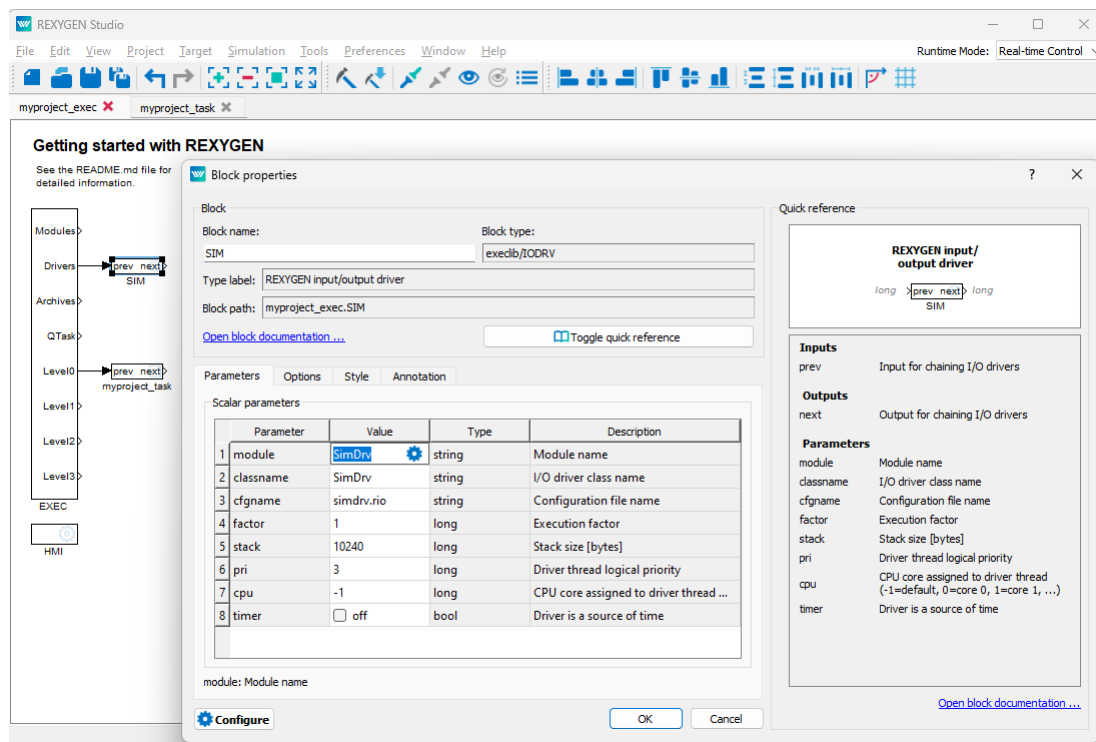 REXYGEN Studio
File Edit View Project Target Simulation Tools Preferences Window Help
Runtime Mode: Real-time Control
myproject_exec
myproject_task
Getting started with REXYGEN
See the README.md file for
detailed information.
Modules
Drivers
prev next
SIM
Archives
QTask
Level0
prev next
myproject_task
Level1
Level2
Level3
EXEC
HMI
Block properties
?
Block
Block name:
Block type:
SIM
execlib/IODRV
Type label: REXYGEN input/output driver
Block path: myproject_exec.SIM
Open block documentation ...
Toggle quick reference
Parameters Options Style Annotation
Scalar parameters
Parameter Value Type Description
1 module SimDrv string Module name
2 classname SimDrv string I/O driver class name
3 cfgname simdrv.rio string Configuration file name
4 factor 1 long Execution factor
5 stack 10240 long Stack size [bytes]
6 pri 3 long Driver thread logical priority
7 cpu -1 long CPU core assigned to driver thread ...
8 timer off bool Driver is a source of time
module: Module name
Configure
OK
Cancel
Quick reference
REXYGEN input/
output driver
long prev next long
SIM
Inputs
prev Input for chaining I/O drivers
Outputs
next Output for chaining I/O drivers
Parameters
module Module name
classname I/O driver class name
cfgname Configuration file name
factor Execution factor
stack Stack size [bytes]
pri Driver thread logical priority
cpu CPU core assigned to driver thread
(-1=default, 0=core 0, 1=core 1, ...)
timer Driver is a source of time
Open block documentation ...